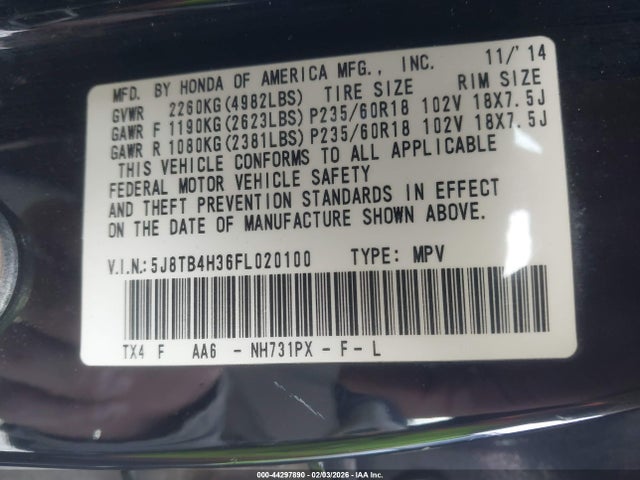 MFD. BY HONDA OF AMERICA MFG., INC. 11/'14
GVWR 2260KG(4982LBS) TIRE SIZE RIM SIZE
GAWR F 1190KG(2623LBS) P235/60R18 102V 18X7.5J
GAWR R 1080KG(2381LBS) P235/60R18 102V 18X7.5J
THIS VEHICLE CONFORMS TO ALL APPLICABLE
FEDERAL MOTOR VEHICLE SAFETY
AND THEFT PREVENTION STANDARDS IN EFFECT
ON THE DATE OF MANUFACTURE SHOWN ABOVE.
V.I.N.:5J8TB4H36FL020100 TYPE: MPV
TX4 F AA6 - NH731PX - F - L
000-44297890 - 02/03/2026 - IAA Inc.